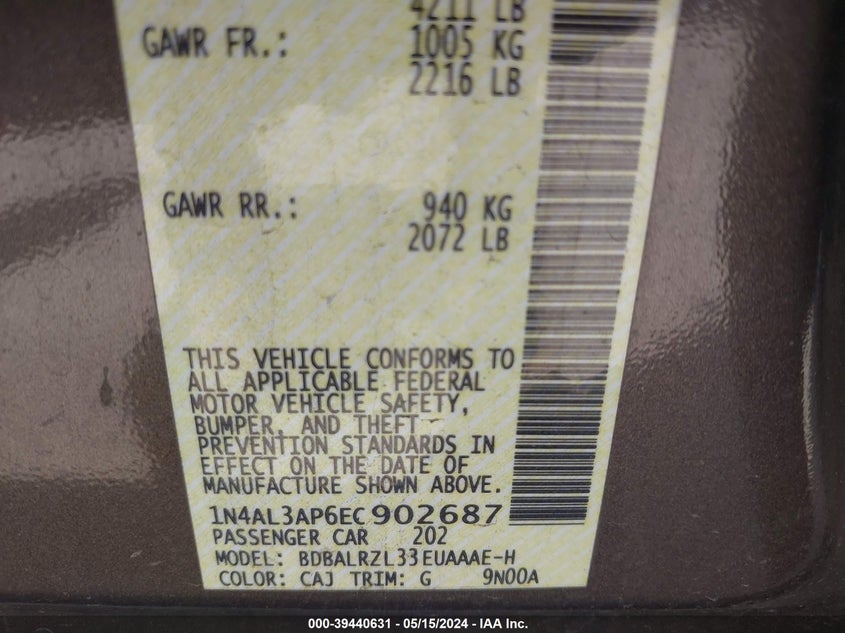 4211 LB
GAWR FR.: 1005 KG
2216 LB
GAWR RR.: 940 KG
2072 LB
THIS VEHICLE CONFORMS TO
ALL APPLICABLE FEDERAL
MOTOR VEHICLE SAFETY,
BUMPER, AND THEFT
PREVENTION STANDARDS IN
EFFECT ON THE DATE OF
MANUFACTURE SHOWN ABOVE.
1N4AL3AP6EC902687
PASSENGER CAR 202
MODEL: BDBALRZL33EUAAAE-H
COLOR: CAJ TRIM: G 9N00A
000-39440631 - 05/15/2024 - IAA Inc.